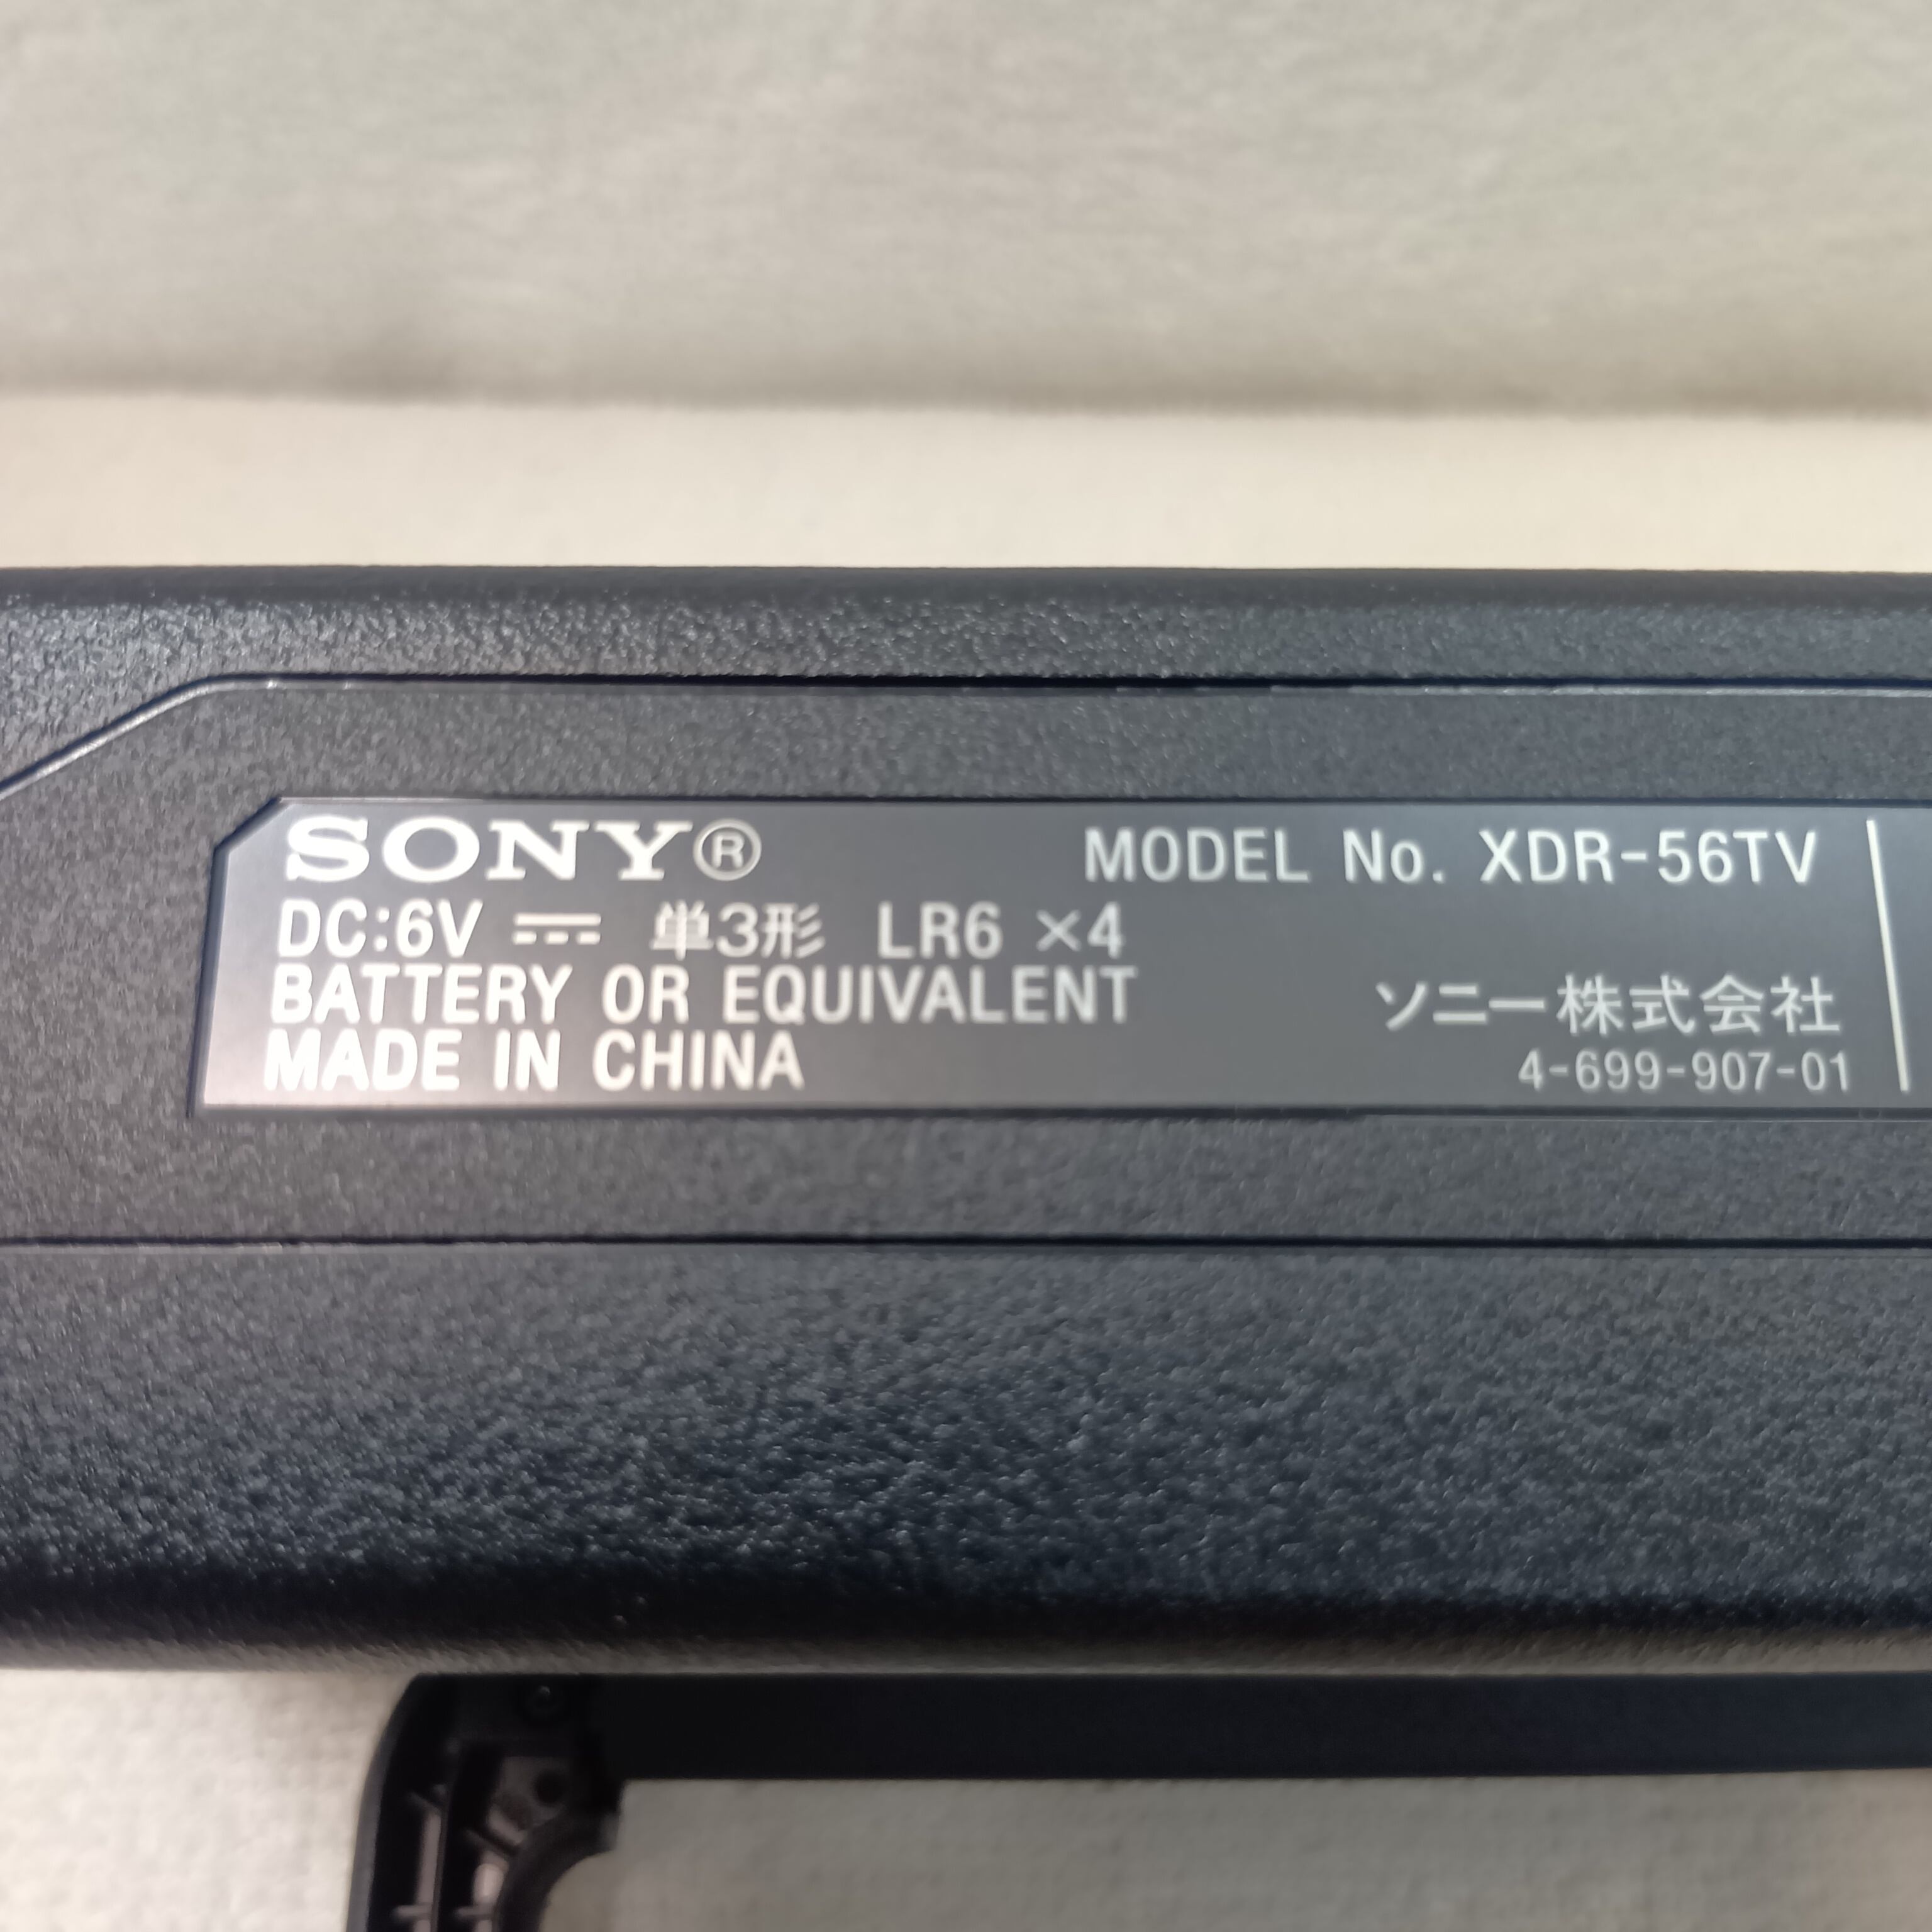 SONY® MODEL No. XDR-56TV
DC:6V ⎓ 単3形 LR6 ×4
BATTERY OR EQUIVALENT
MADE IN CHINA
ソニー株式会社
4-699-907-01